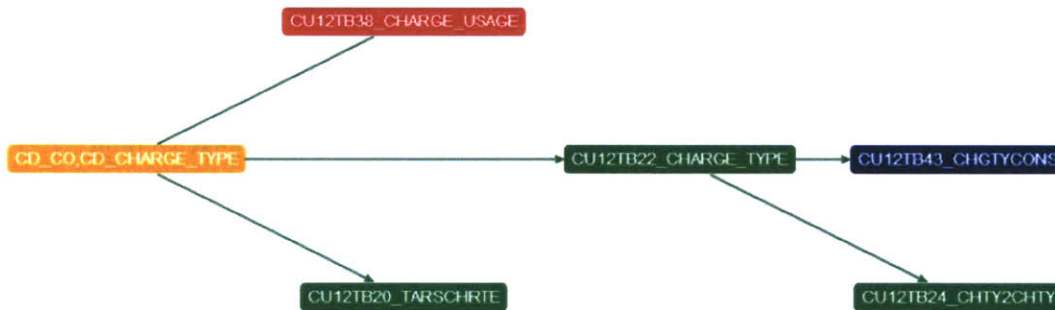 CU12TB38_CHARGE_USAGE
CD_CO,CD_CHARGE_TYPE
CU12TB22_CHARGE_TYPE
CU12TB43_CHGTYCONS
CU12TB20_TARSCHRTE
CU12TB24_CHTY2CHTY